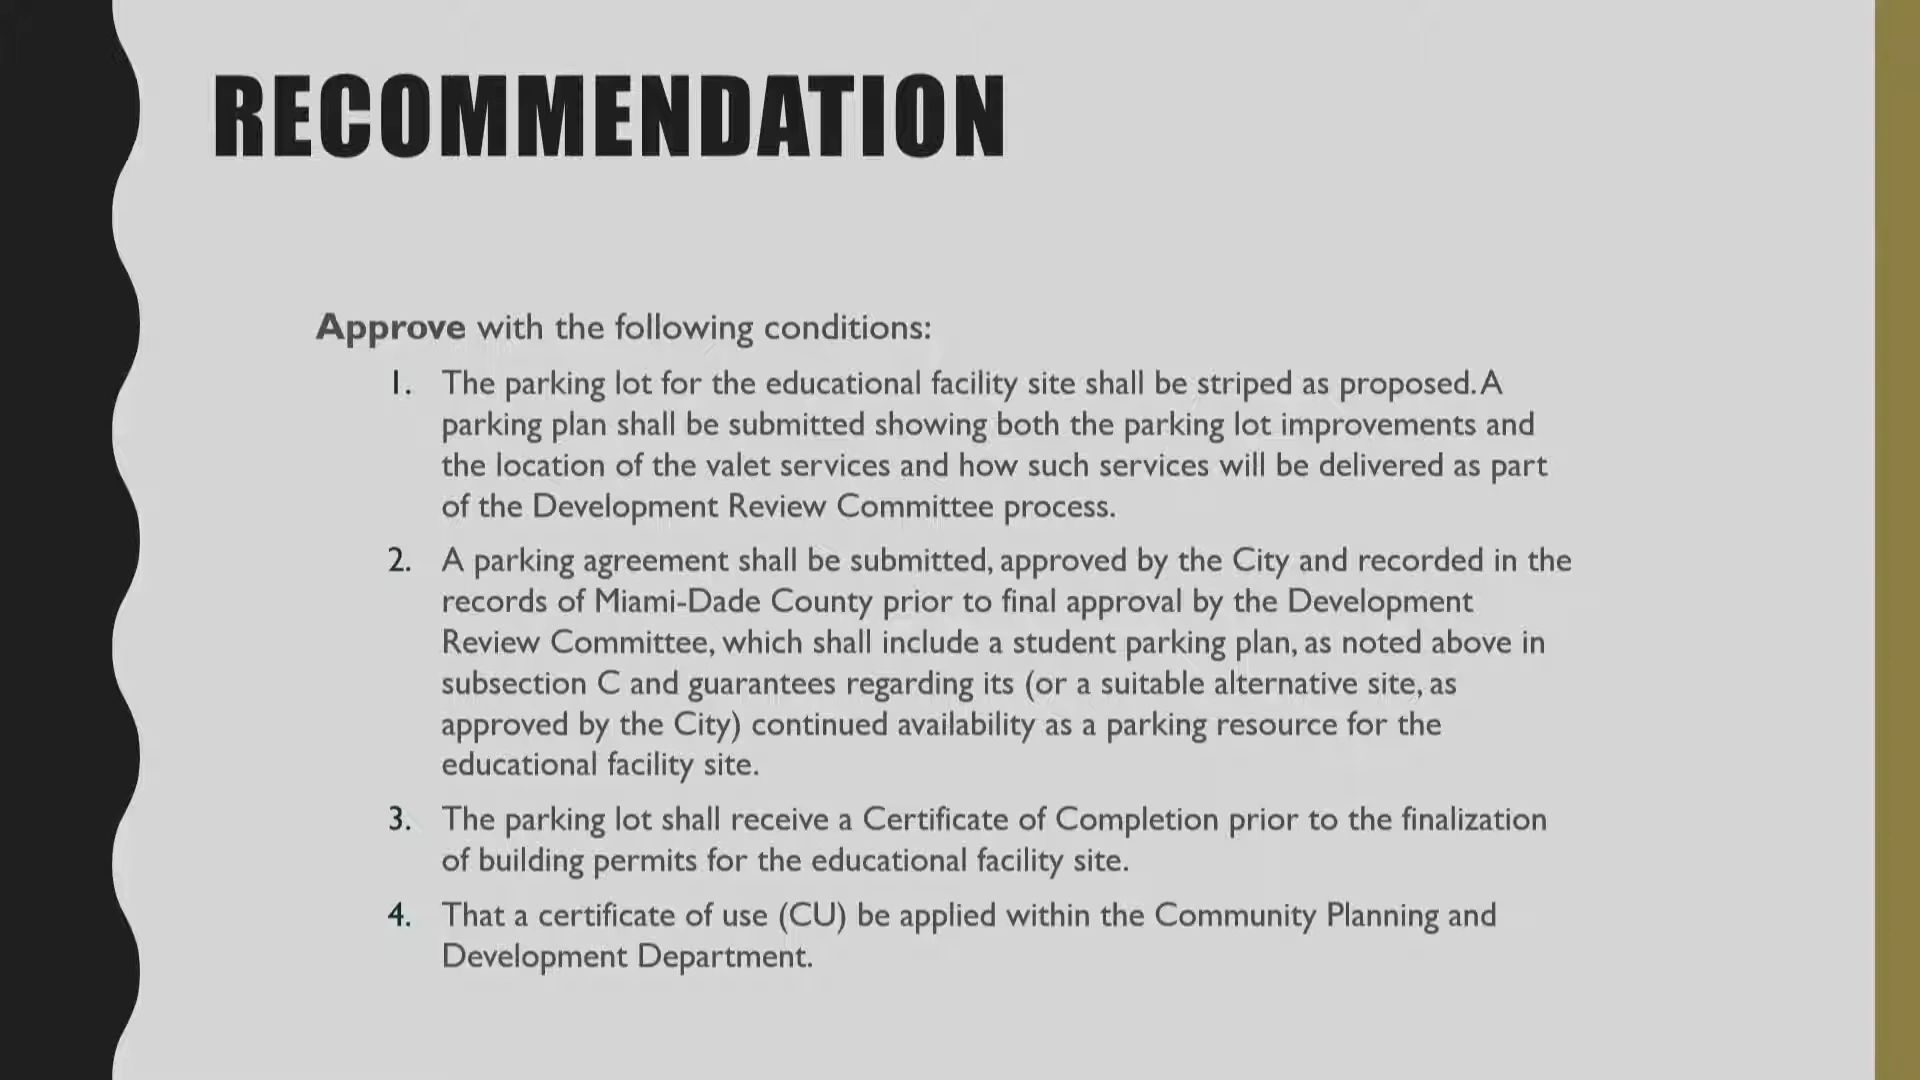 RECOMMENDATION
Approve with the following conditions:
1. The parking lot for the educational facility site shall be striped as proposed. A
parking plan shall be submitted showing both the parking lot improvements and
the location of the valet services and how such services will be delivered as part
of the Development Review Committee process.
2. A parking agreement shall be submitted, approved by the City and recorded in the
records of Miami-Dade County prior to final approval by the Development
Review Committee, which shall include a student parking plan, as noted above in
subsection C and guarantees regarding its (or a suitable alternative site, as
approved by the City) continued availability as a parking resource for the
educational facility site.
3. The parking lot shall receive a Certificate of Completion prior to the finalization
of building permits for the educational facility site.
4. That a certificate of use (CU) be applied within the Community Planning and
Development Department.